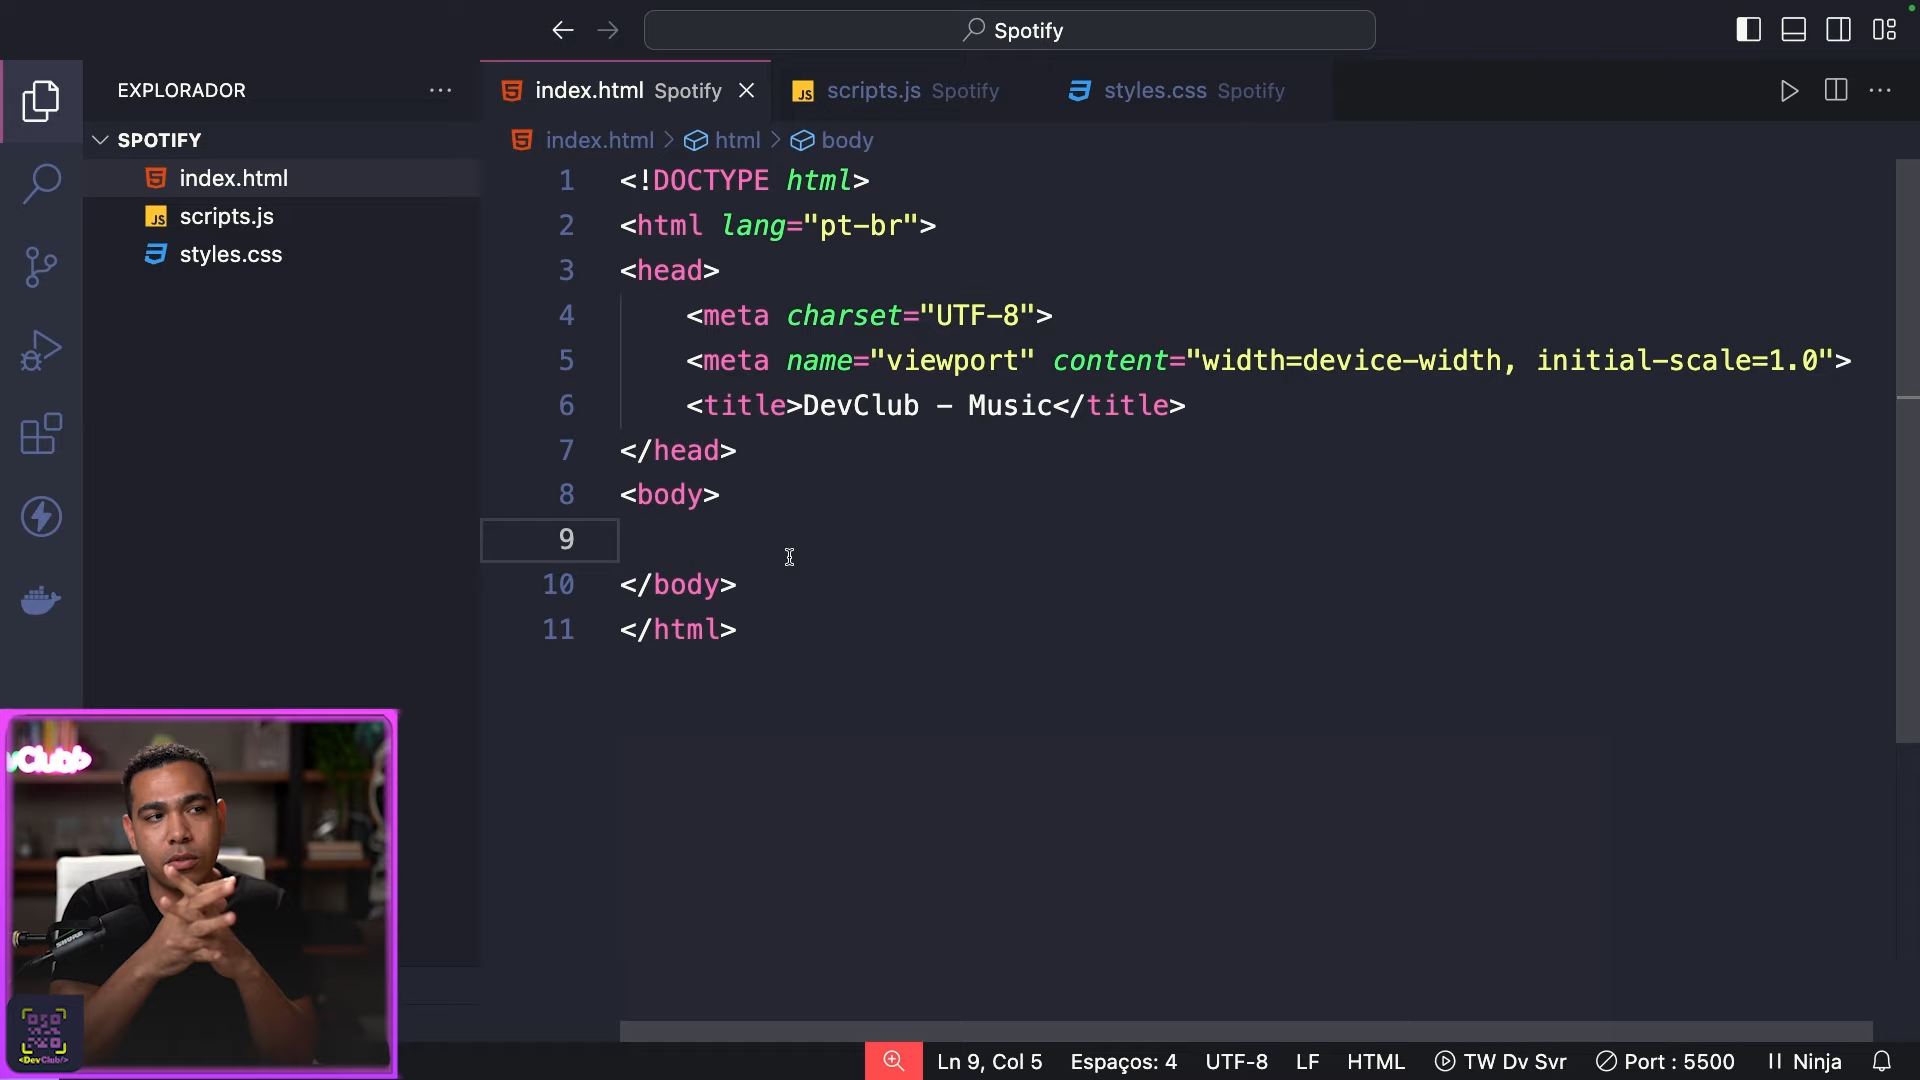 Spotify
EXPLORADOR
SPOTIFY
index.html
scripts.js
styles.css
index.html Spotify
scripts.js Spotify
styles.css Spotify
index.html > html > body
1 <!DOCTYPE html>
2 <html lang="pt-br">
3 <head>
4 <meta charset="UTF-8">
5 <meta name="viewport" content="width=device-width, initial-scale=1.0">
6 <title>DevClub - Music</title>
7 </head>
8 <body>
9
10 </body>
11 </html>
vClub/>
SHURE
<DevClub/>
Ln 9, Col 5 Espaços: 4 UTF-8 LF HTML TW Dv Svr Port : 5500 Ninja